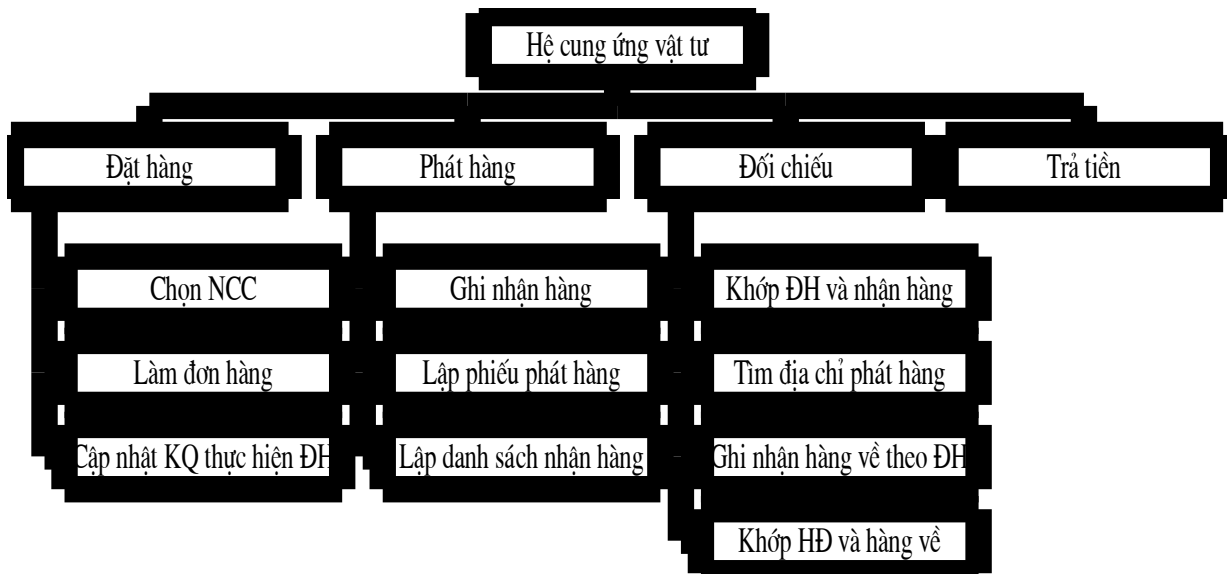 Hệ cung ứng vật tư
Đặt hàng
Phát hàng
Đối chiếu
Trả tiền
Chọn NCC
Ghi nhận hàng
Khớp ĐH và nhận hàng
Làm đơn hàng
Lập phiếu phát hàng
Tìm địa chỉ phát hàng
Cập nhật KQ thực hiện ĐH
Lập danh sách nhận hàng
Ghi nhận hàng về theo ĐH
Khớp HĐ và hàng về